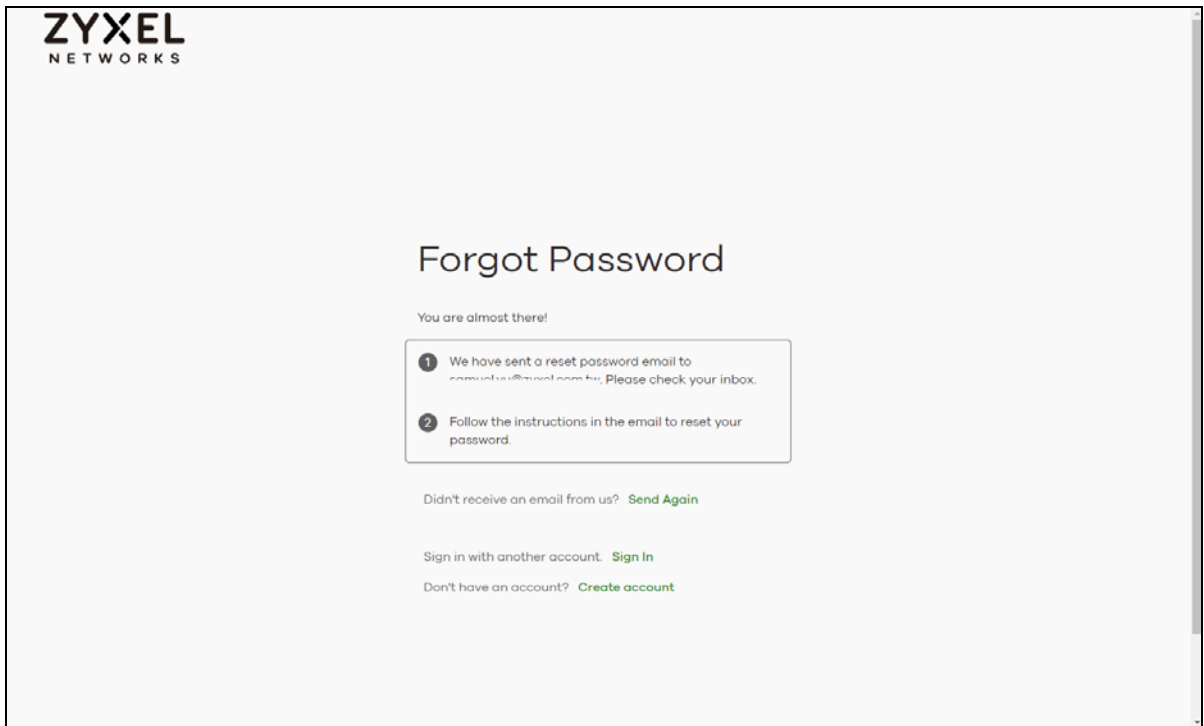 ZYXEL
NETWORKS
Forgot Password
You are almost there!
1 We have sent a reset password email to
. Please check your inbox.
2 Follow the instructions in the email to reset your
password.
Didn't receive an email from us? Send Again
Sign in with another account. Sign In
Don't have an account? Create account